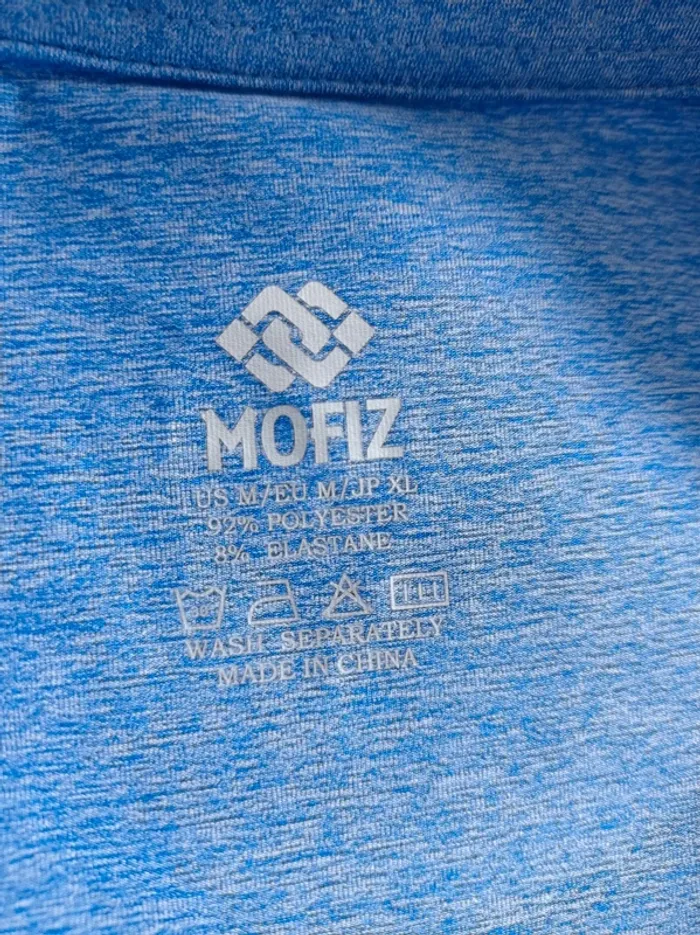 MOFIZ
US M/EU M/JP XL
92% POLYESTER
8% ELASTANE
WASH SEPARATELY
MADE IN CHINA